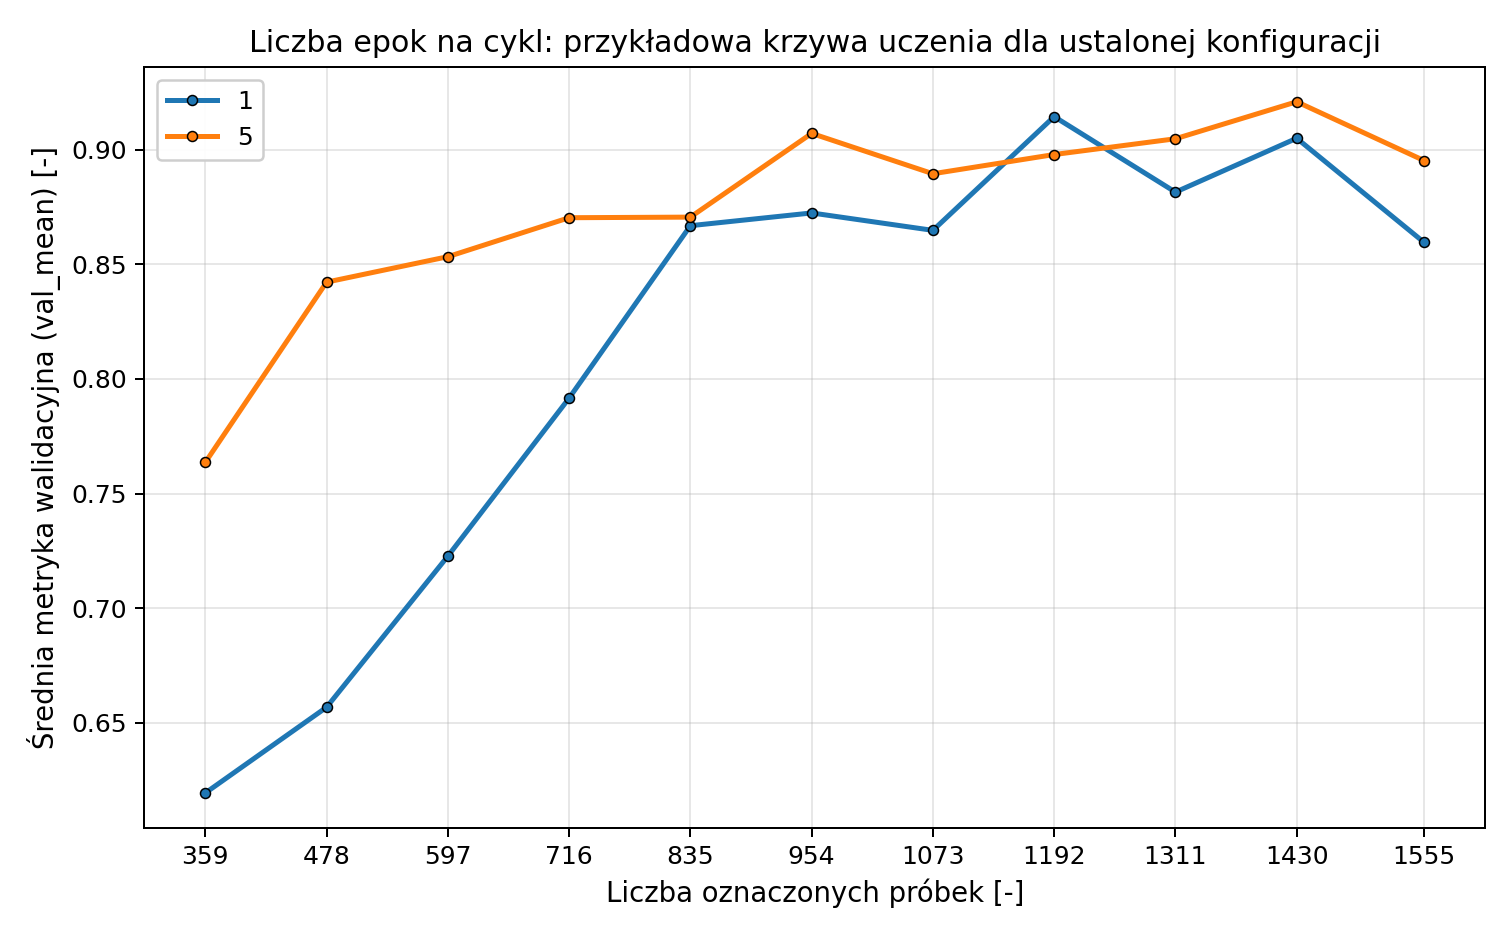 Liczba epok na cykl: przykładowa krzywa uczenia dla ustalonej konfiguracji
1
5
Średnia metryka walidacyjna (val_mean) [-]
0.90
0.85
0.80
0.75
0.70
0.65
359 478 597 716 835 954 1073 1192 1311 1430 1555
Liczba oznaczonych próbek [-]